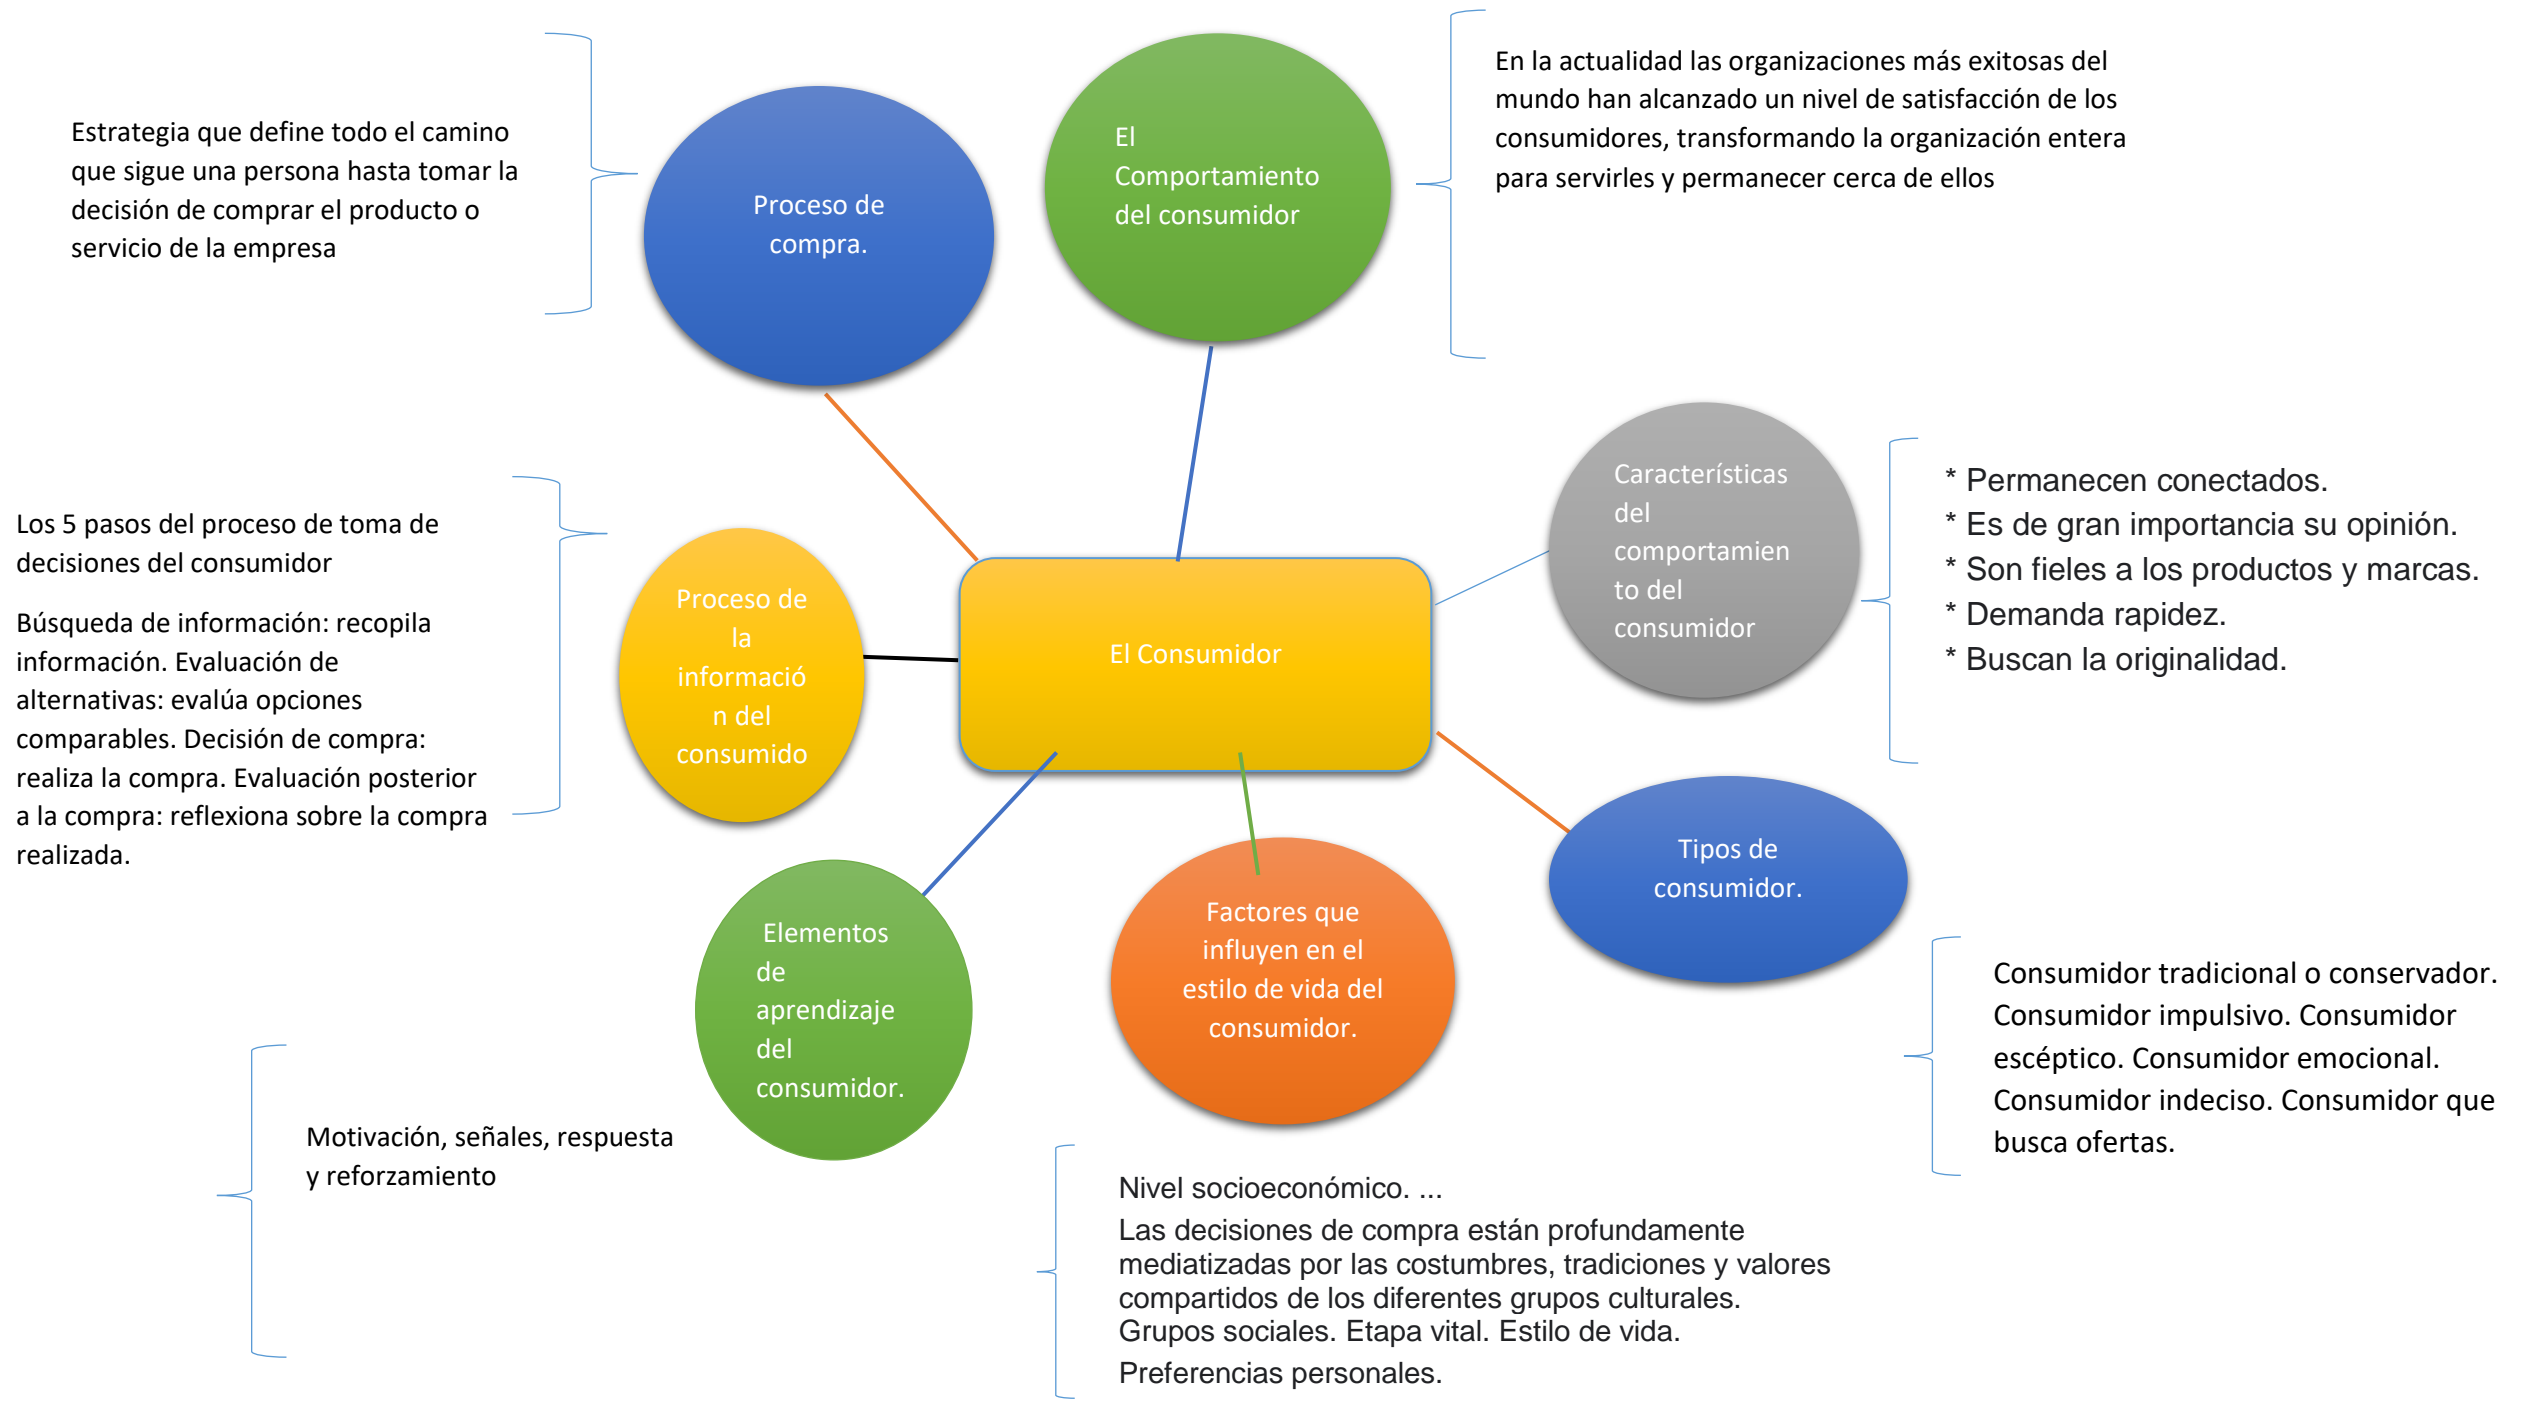 Estrategia que define todo el camino
que sigue una persona hasta tomar la
decisión de comprar el producto o
servicio de la empresa
Proceso de
compra.
El
Comportamiento
del consumidor
En la actualidad las organizaciones más exitosas del
mundo han alcanzado un nivel de satisfacción de los
consumidores, transformando la organización entera
para servirles y permanecer cerca de ellos
Los 5 pasos del proceso de toma de
decisiones del consumidor
Búsqueda de información: recopila
información. Evaluación de
alternativas: evalúa opciones
comparables. Decisión de compra:
realiza la compra. Evaluación posterior
a la compra: reflexiona sobre la compra
realizada.
Proceso de
la
informació
n del
consumido
El Consumidor
Características
del
comportamien
to del
consumidor
* Permanecen conectados.
* Es de gran importancia su opinión.
* Son fieles a los productos y marcas.
* Demanda rapidez.
* Buscan la originalidad.
Tipos de
consumidor.
Consumidor tradicional o conservador.
Consumidor impulsivo. Consumidor
escéptico. Consumidor emocional.
Consumidor indeciso. Consumidor que
busca ofertas.
Elementos
de
aprendizaje
del
consumidor.
Motivación, señales, respuesta
y reforzamiento
Factores que
influyen en el
estilo de vida del
consumidor.
Nivel socioeconómico. ...
Las decisiones de compra están profundamente
mediatizadas por las costumbres, tradiciones y valores
compartidos de los diferentes grupos culturales.
Grupos sociales. Etapa vital. Estilo de vida.
Preferencias personales.